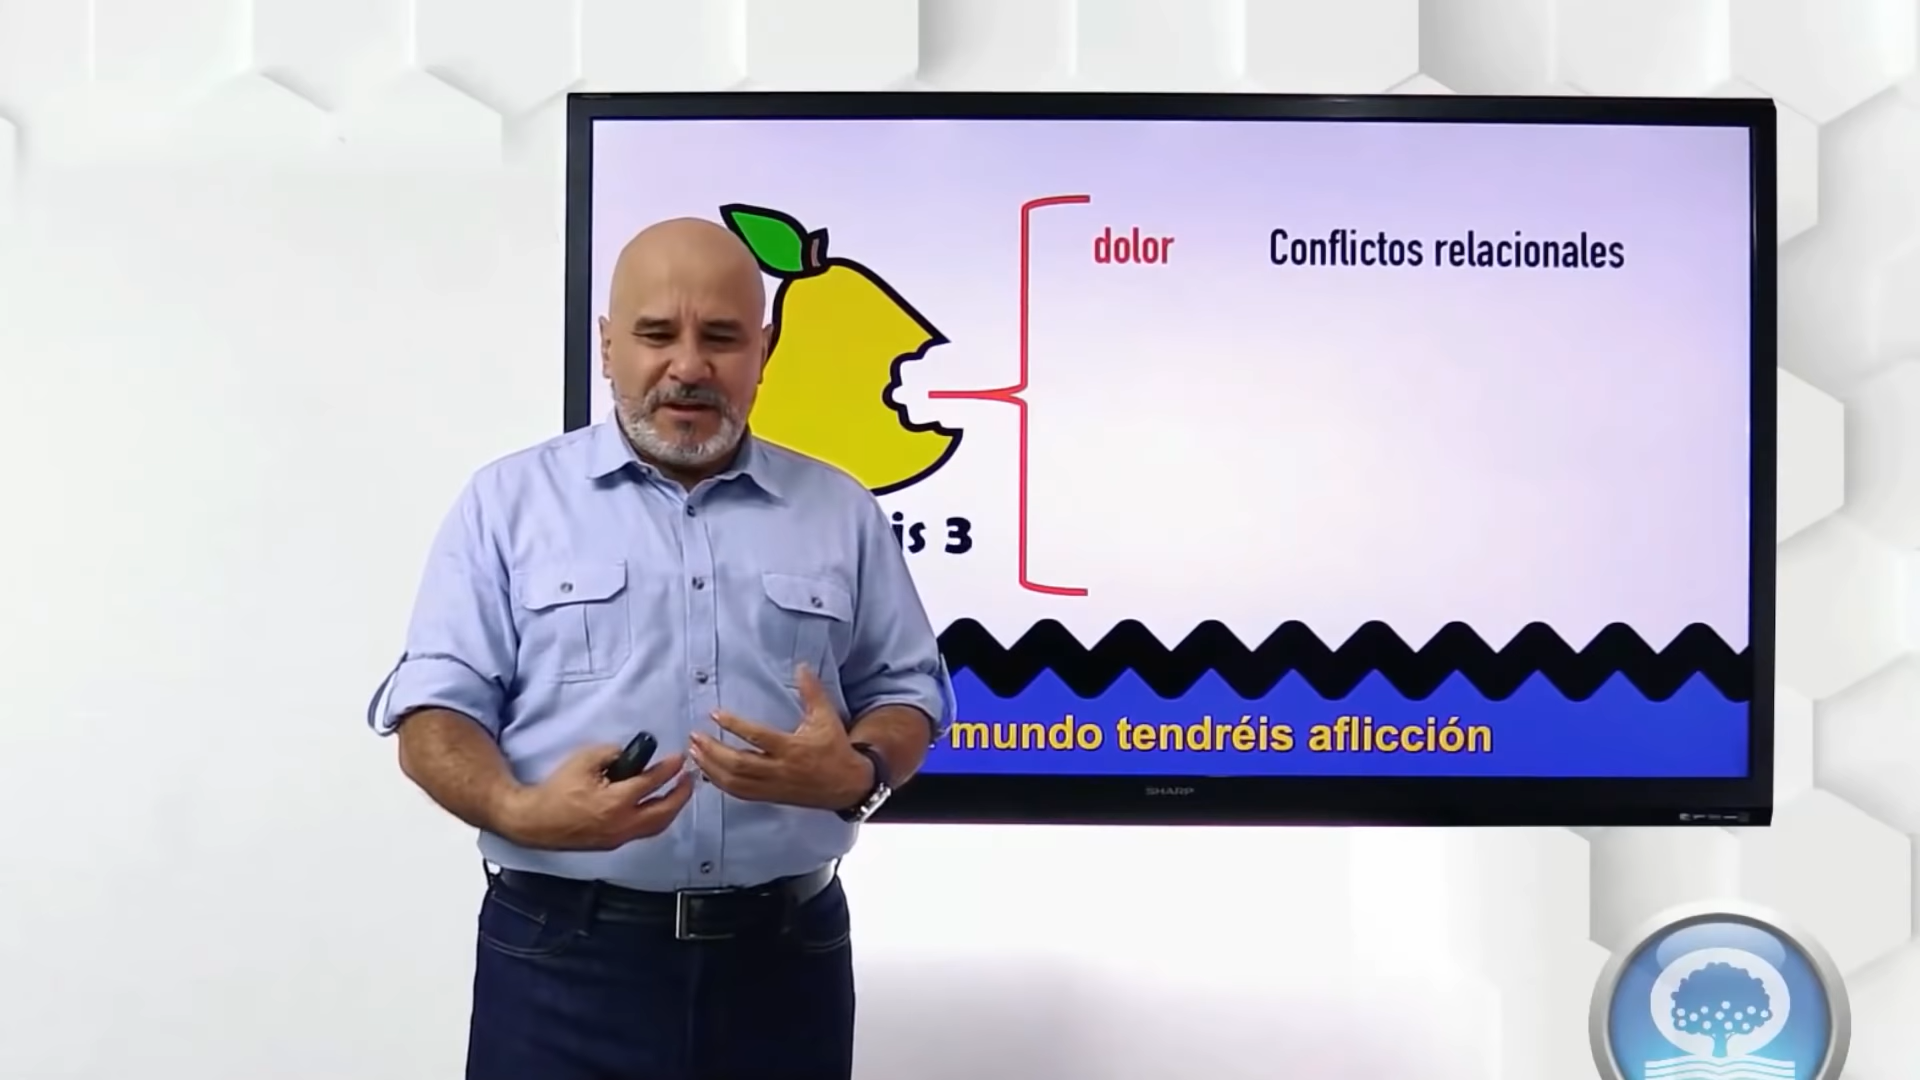 dolor
Conflictos relacionales
is 3
mundo tendréis aflicción
SHARP